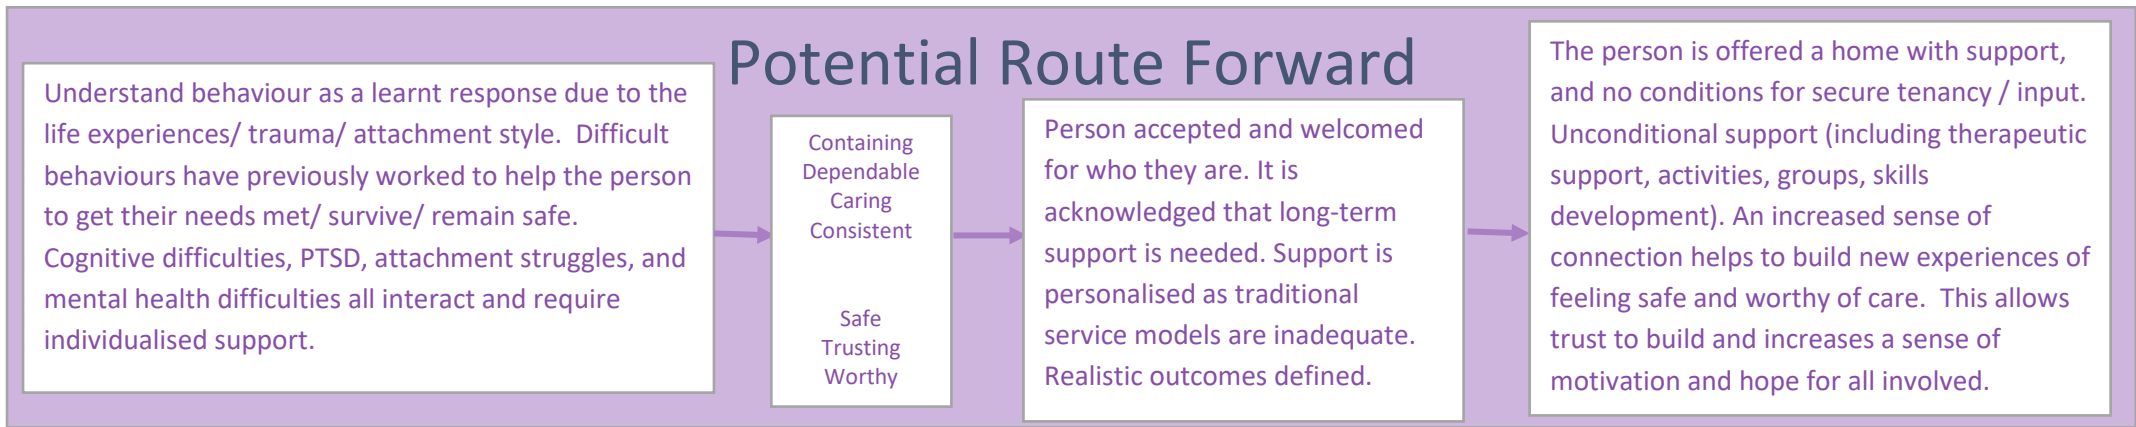 Potential Route Forward
Understand behaviour as a learnt response due to the
life experiences/ trauma/ attachment style.  Difficult
behaviours have previously worked to help the person
to get their needs met/ survive/ remain safe.
Cognitive difficulties, PTSD, attachment struggles, and
mental health difficulties all interact and require
individualised support.
Containing
Dependable
Caring
Consistent
Safe
Trusting
Worthy
Person accepted and welcomed
for who they are. It is
acknowledged that long-term
support is needed. Support is
personalised as traditional
service models are inadequate.
Realistic outcomes defined.
The person is offered a home with support,
and no conditions for secure tenancy / input.
Unconditional support (including therapeutic
support, activities, groups, skills
development). An increased sense of
connection helps to build new experiences of
feeling safe and worthy of care.  This allows
trust to build and increases a sense of
motivation and hope for all involved.